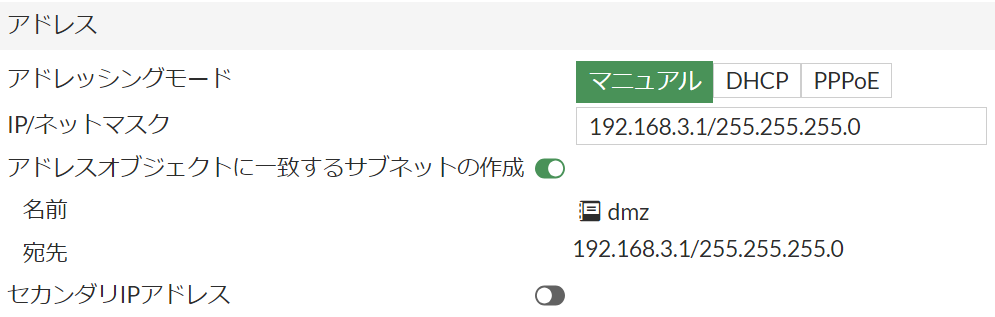 アドレス
アドレッシングモード マニュアル DHCP PPPoE
IP/ネットマスク 192.168.3.1/255.255.255.0
アドレスオブジェクトに一致するサブネットの作成
名前 dmz
宛先 192.168.3.1/255.255.255.0
セカンダリIPアドレス